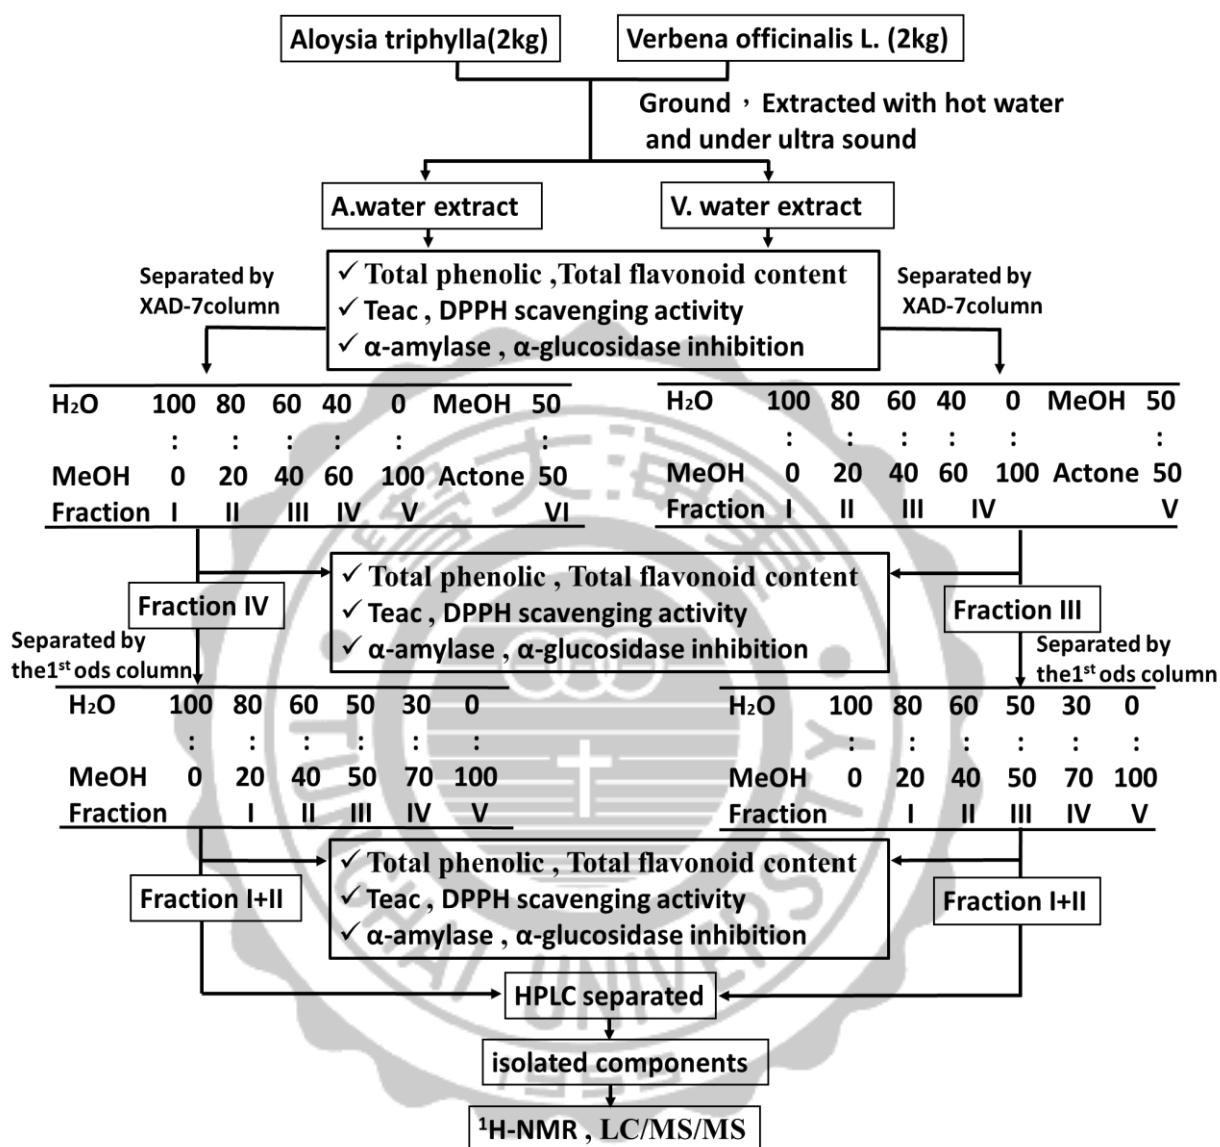 Aloysia triphylla(2kg)
Verbena officinalis L. (2kg)
Ground，Extracted with hot water
and under ultra sound
A.water extract
V. water extract
Separated by
XAD-7column
✓ Total phenolic ,Total flavonoid content
✓ Teac , DPPH scavenging activity
✓ α-amylase , α-glucosidase inhibition
Separated by
XAD-7column
H₂O 100 80 60 40 0 MeOH 50
: : : : : :
MeOH 0 20 40 60 100 Actone 50
Fraction I II III IV V VI
H₂O 100 80 60 40 0 MeOH 50
: : : : : :
MeOH 0 20 40 60 100 Actone 50
Fraction I II III IV V
✓ Total phenolic , Total flavonoid content
✓ Teac , DPPH scavenging activity
✓ α-amylase , α-glucosidase inhibition
Fraction IV
Fraction III
Separated by
the1st ods column
Separated by
the1st ods column
H₂O 100 80 60 50 30 0
: : : : : :
MeOH 0 20 40 50 70 100
Fraction I II III IV V
H₂O 100 80 60 50 30 0
: : : : : :
MeOH 0 20 40 50 70 100
Fraction I II III IV V
✓ Total phenolic , Total flavonoid content
✓ Teac , DPPH scavenging activity
✓ α-amylase , α-glucosidase inhibition
Fraction I+II
Fraction I+II
HPLC separated
isolated components
¹H-NMR , LC/MS/MS
學大海東
TUNGHAI UNIVERSITY
1955